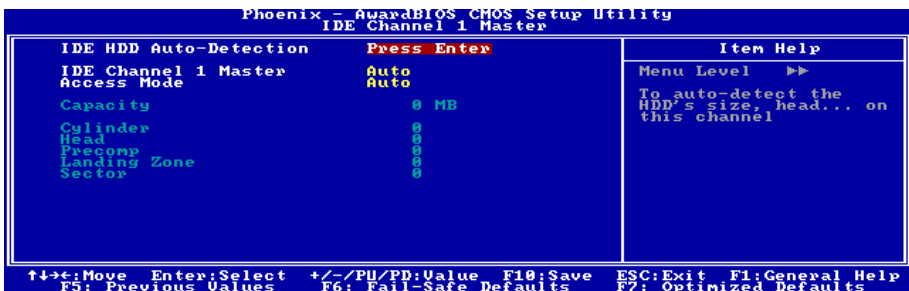 Phoenix - AwardBIOS CMOS Setup Utility
IDE Channel 1 Master
IDE HDD Auto-Detection Press Enter
IDE Channel 1 Master Auto
Access Mode Auto
Capacity 0 MB
Cylinder 0
Head 0
Precomp 0
Landing Zone 0
Sector 0
Item Help
Menu Level ▶▶
To auto-detect the
HDD's size, head... on
this channel
↑↓→←:Move Enter:Select +/-/PU/PD:Value F10:Save ESC:Exit F1:General Help
F5: Previous Values F6: Fail-Safe Defaults F7: Optimized Defaults